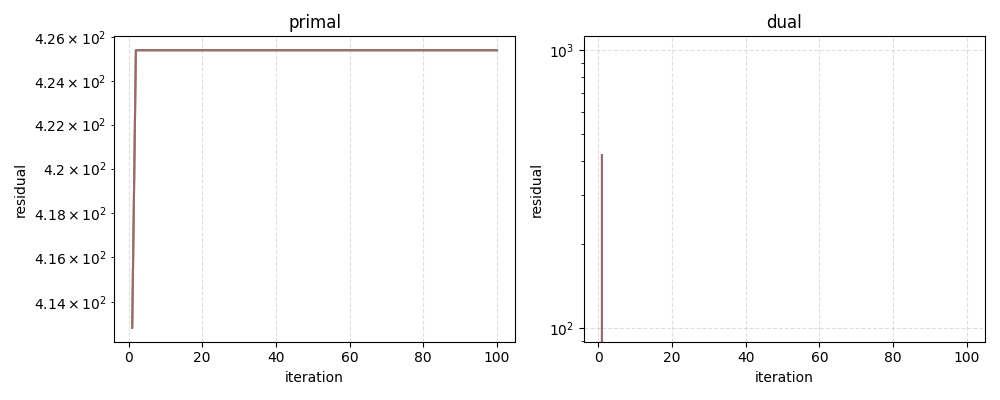 primal
residual
4.26 × 10²
4.24 × 10²
4.22 × 10²
4.2 × 10²
4.18 × 10²
4.16 × 10²
4.14 × 10²
0 20 40 60 80 100
iteration
dual
residual
10³
10²
0 20 40 60 80 100
iteration